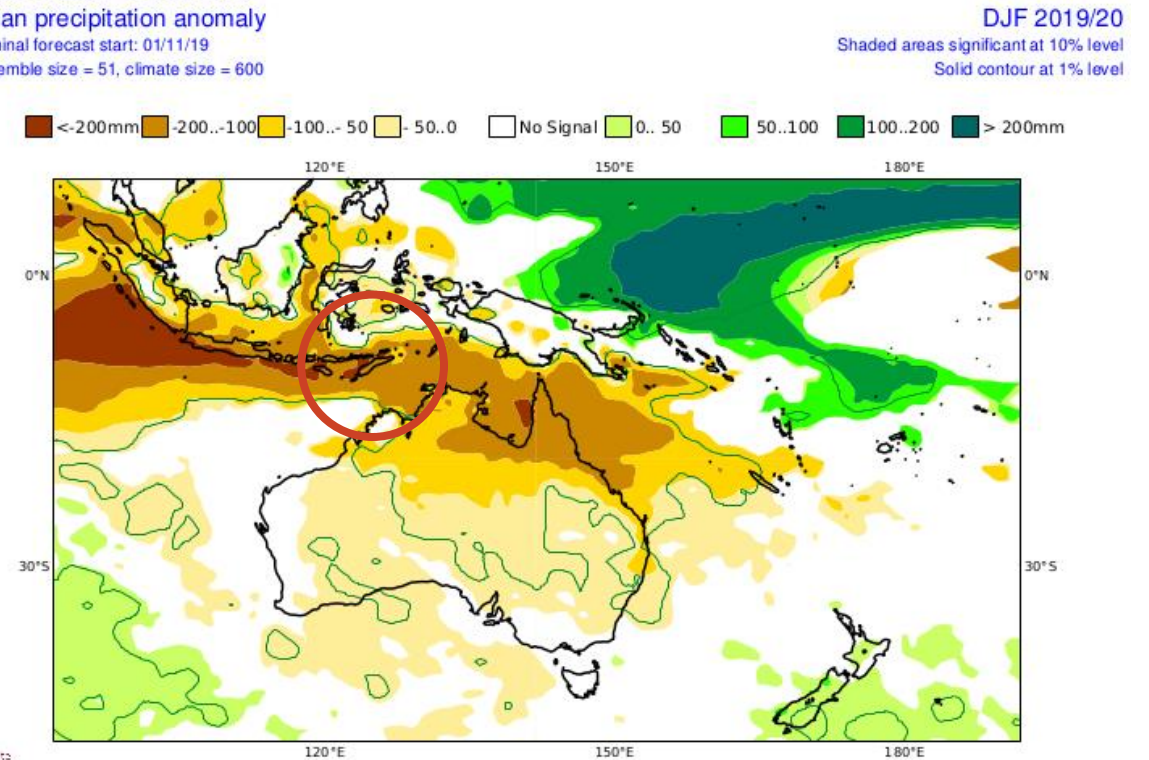 an precipitation anomaly
DJF 2019/20
inal forecast start: 01/11/19
Shaded areas significant at 10% level
emble size = 51, climate size = 600
Solid contour at 1% level
<-200mm -200..-100 -100..- 50 - 50..0 No Signal 0.. 50 50..100 100..200 > 200mm
120°E 150°E 180°E
0°N 0°N
30°S 30°S
120°E 150°E 180°E